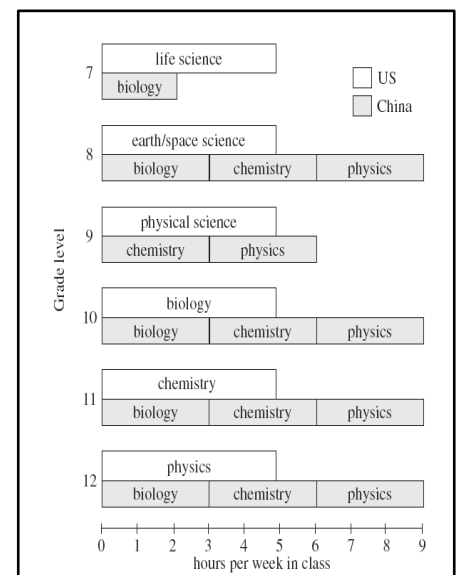 life science
7
biology
US
China
earth/space science
8
biology chemistry physics
physical science
9
chemistry physics
Grade level
biology
10
biology chemistry physics
chemistry
11
biology chemistry physics
physics
12
biology chemistry physics
0 1 2 3 4 5 6 7 8 9
hours per week in class